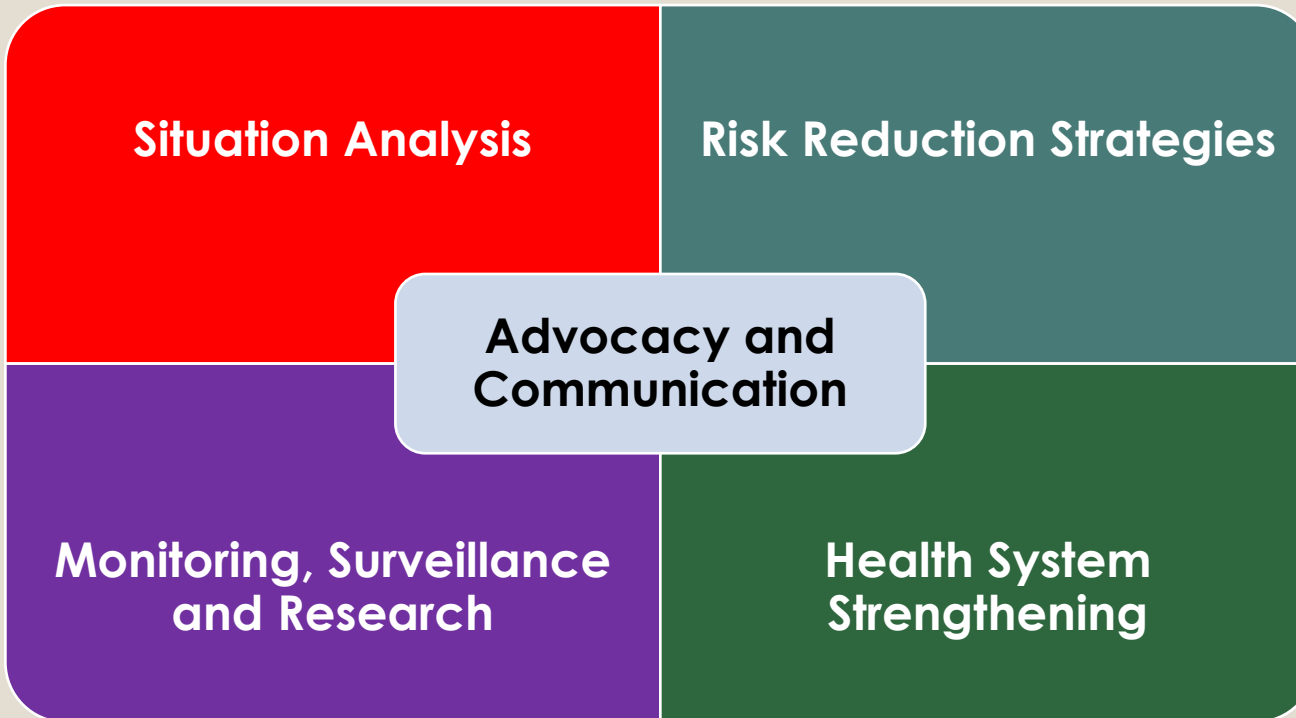 Situation Analysis
Risk Reduction Strategies
Advocacy and
Communication
Monitoring, Surveillance
and Research
Health System
Strengthening